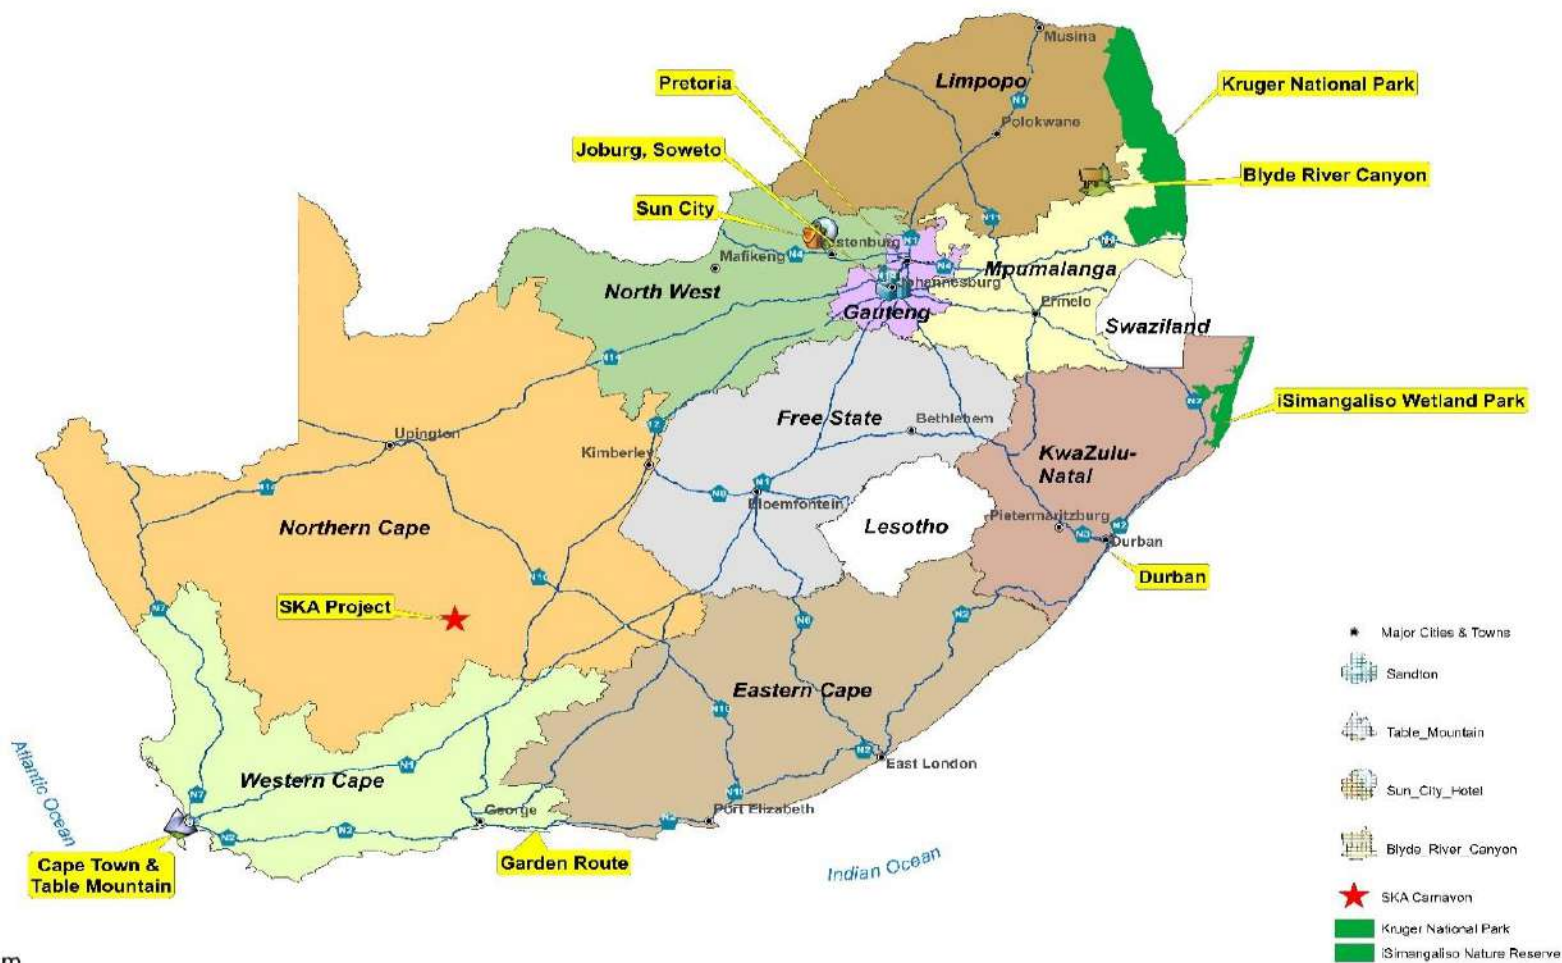 Musina
Limpopo
Pretoria
Kruger National Park
N1
Polokwane
Joburg, Soweto
Blyde River Canyon
Sun City
N11
N1
Mafikeng
N4
N4
N4
Mpumalanga
North West
Johannesburg
Ermelo
Gauteng
Swaziland
N14
iSimangaliso Wetland Park
N2
Free State
Bethlehem
Upington
12
Kimberley
KwaZulu-
Natal
N14
N8
N1
Bloemfontein
Northern Cape
Lesotho
Pietermaritzburg
N2
N3
Durban
Durban
N10
SKA Project
N7
N6
N2
Major Cities & Towns
Sandton
Eastern Cape
N10
Table_Mountain
Atlantic Ocean
N1
N2
East London
Western Cape
Sun_City_Hotel
N7
N10
George
Port Elizabeth
N2
N2
N2
Blyde_River_Canyon
Cape Town &
Table Mountain
Garden Route
Indian Ocean
SKA Carnavon
Kruger National Park
iSimangaliso Nature Reserve